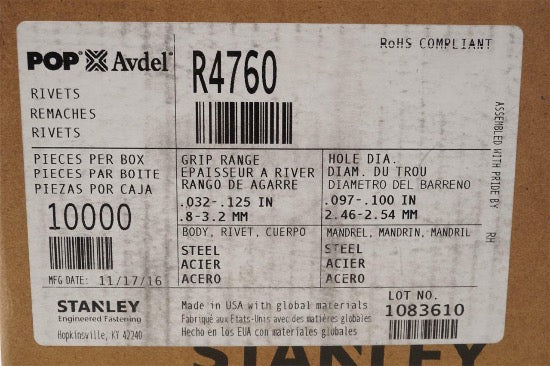 POP Avdel
R4760
RoHS COMPLIANT
RIVETS
REMACHES
RIVETS
ASSEMBLED WITH PRIDE BY RH
PIECES PER BOX
PIECES PAR BOITE
PIEZAS POR CAJA
10000
MFG DATE: 11/17/16
GRIP RANGE
EPAISSEUR A RIVER
RANGO DE AGARRE
.032-.125 IN
.8-3.2 MM
HOLE DIA.
DIAM. DU TROU
DIAMETRO DEL BARRENO
.097-.100 IN
2.46-2.54 MM
BODY, RIVET, CUERPO
STEEL
ACIER
ACERO
MANDREL, MANDRIN, MANDRIL
STEEL
ACIER
ACERO
STANLEY
Engineered Fastening
Hopkinsville, KY 42240
Made in USA with global materials
Fabriqué aux Etats-Unis avec des matières globales
Hecho en los EUA con materiales globales
LOT NO.
1083610
STANLEY